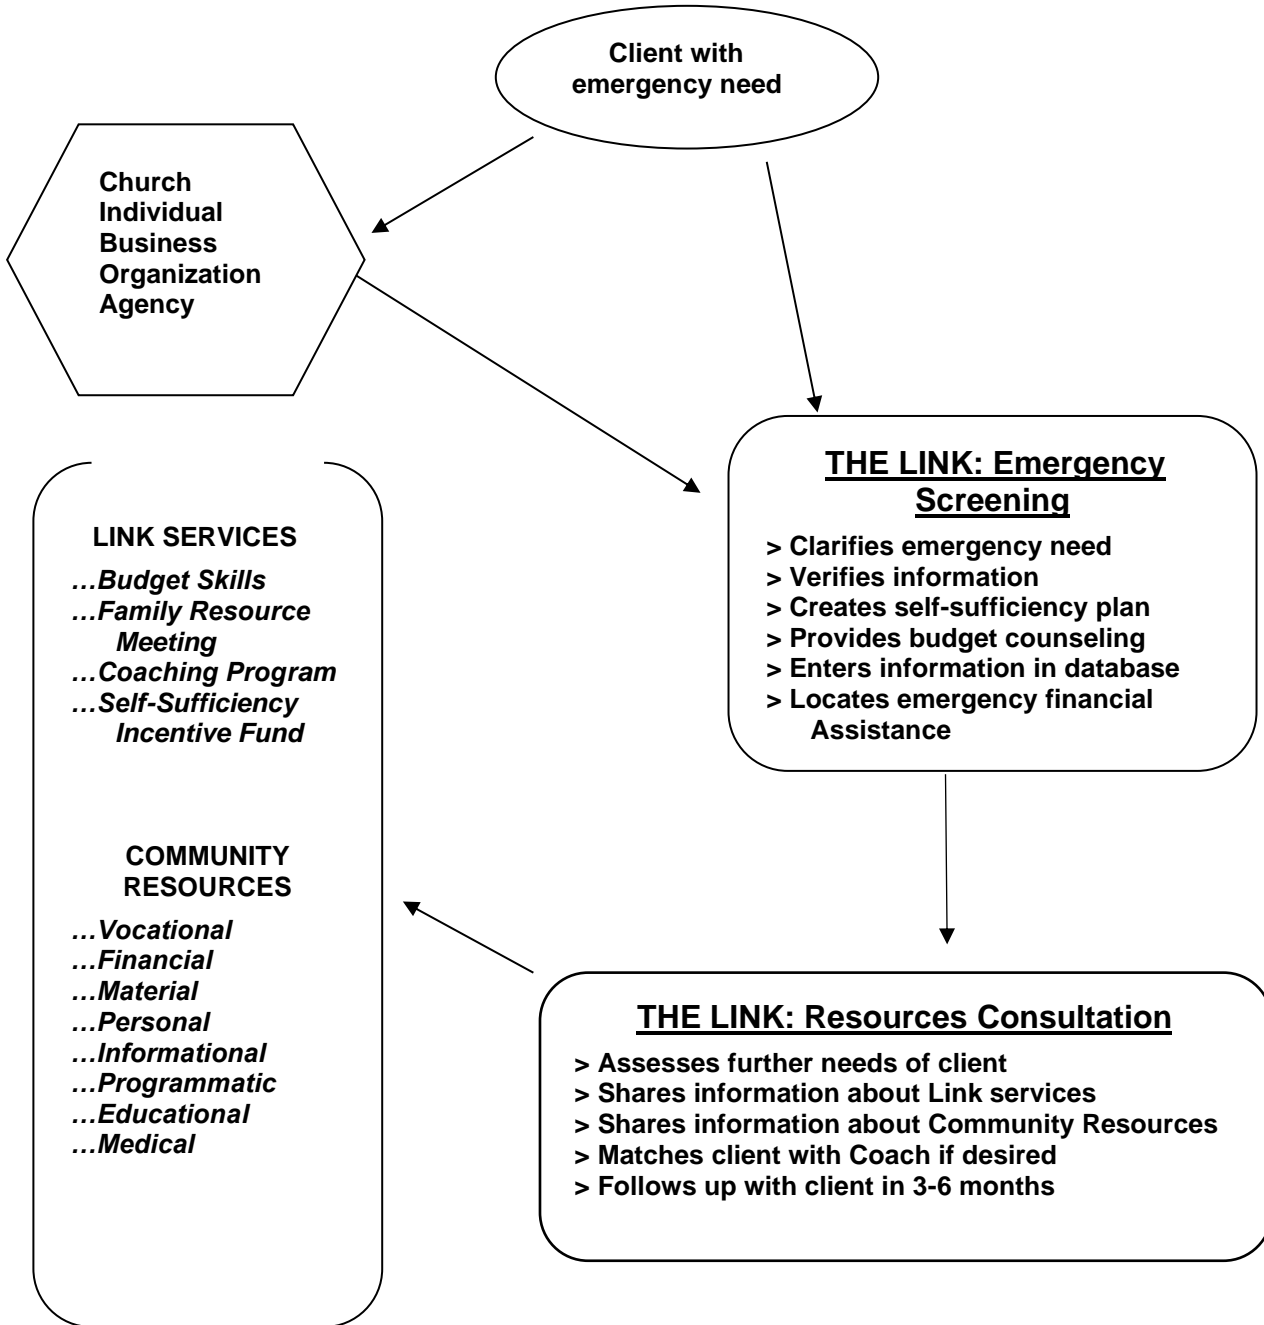 Client with
emergency need
Church
Individual
Business
Organization
Agency
THE LINK: Emergency
Screening
> Clarifies emergency need
> Verifies information
> Creates self-sufficiency plan
> Provides budget counseling
> Enters information in database
> Locates emergency financial
Assistance
LINK SERVICES
…Budget Skills
…Family Resource
Meeting
…Coaching Program
…Self-Sufficiency
Incentive Fund
COMMUNITY
RESOURCES
…Vocational
…Financial
…Material
…Personal
…Informational
…Programmatic
…Educational
…Medical
THE LINK: Resources Consultation
> Assesses further needs of client
> Shares information about Link services
> Shares information about Community Resources
> Matches client with Coach if desired
> Follows up with client in 3-6 months